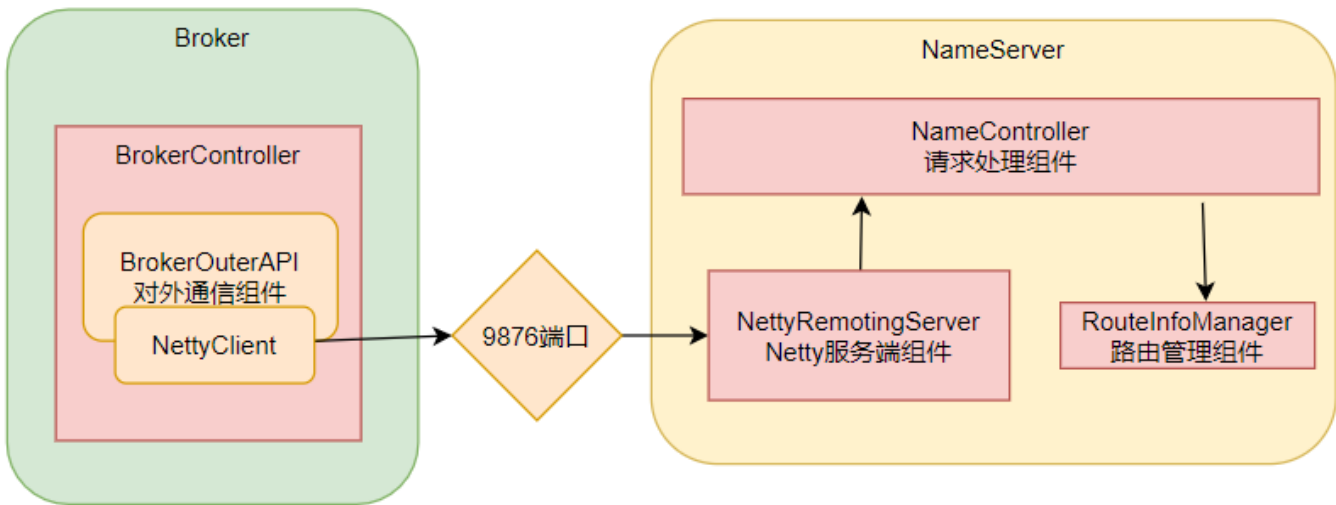 Broker
BrokerController
BrokerOuterAPI
对外通信组件
NettyClient
9876端口
NameServer
NameController
请求处理组件
NettyRemotingServer
Netty服务端组件
RouteInfoManager
路由管理组件